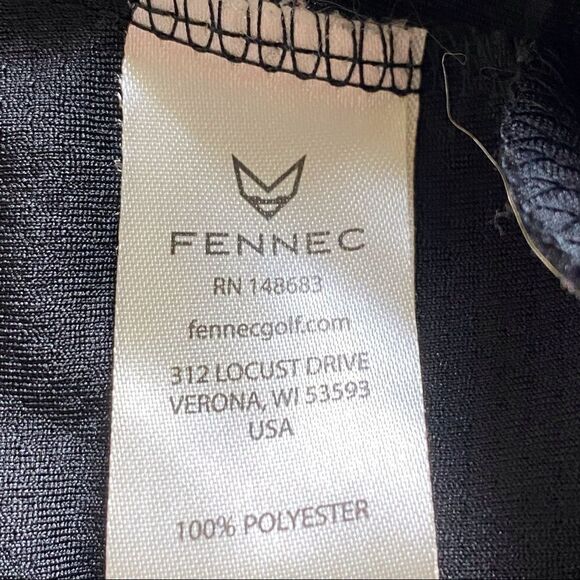 FENNEC
RN 148683
fennecgolf.com
312 LOCUST DRIVE
VERONA, WI 53593
USA
100% POLYESTER